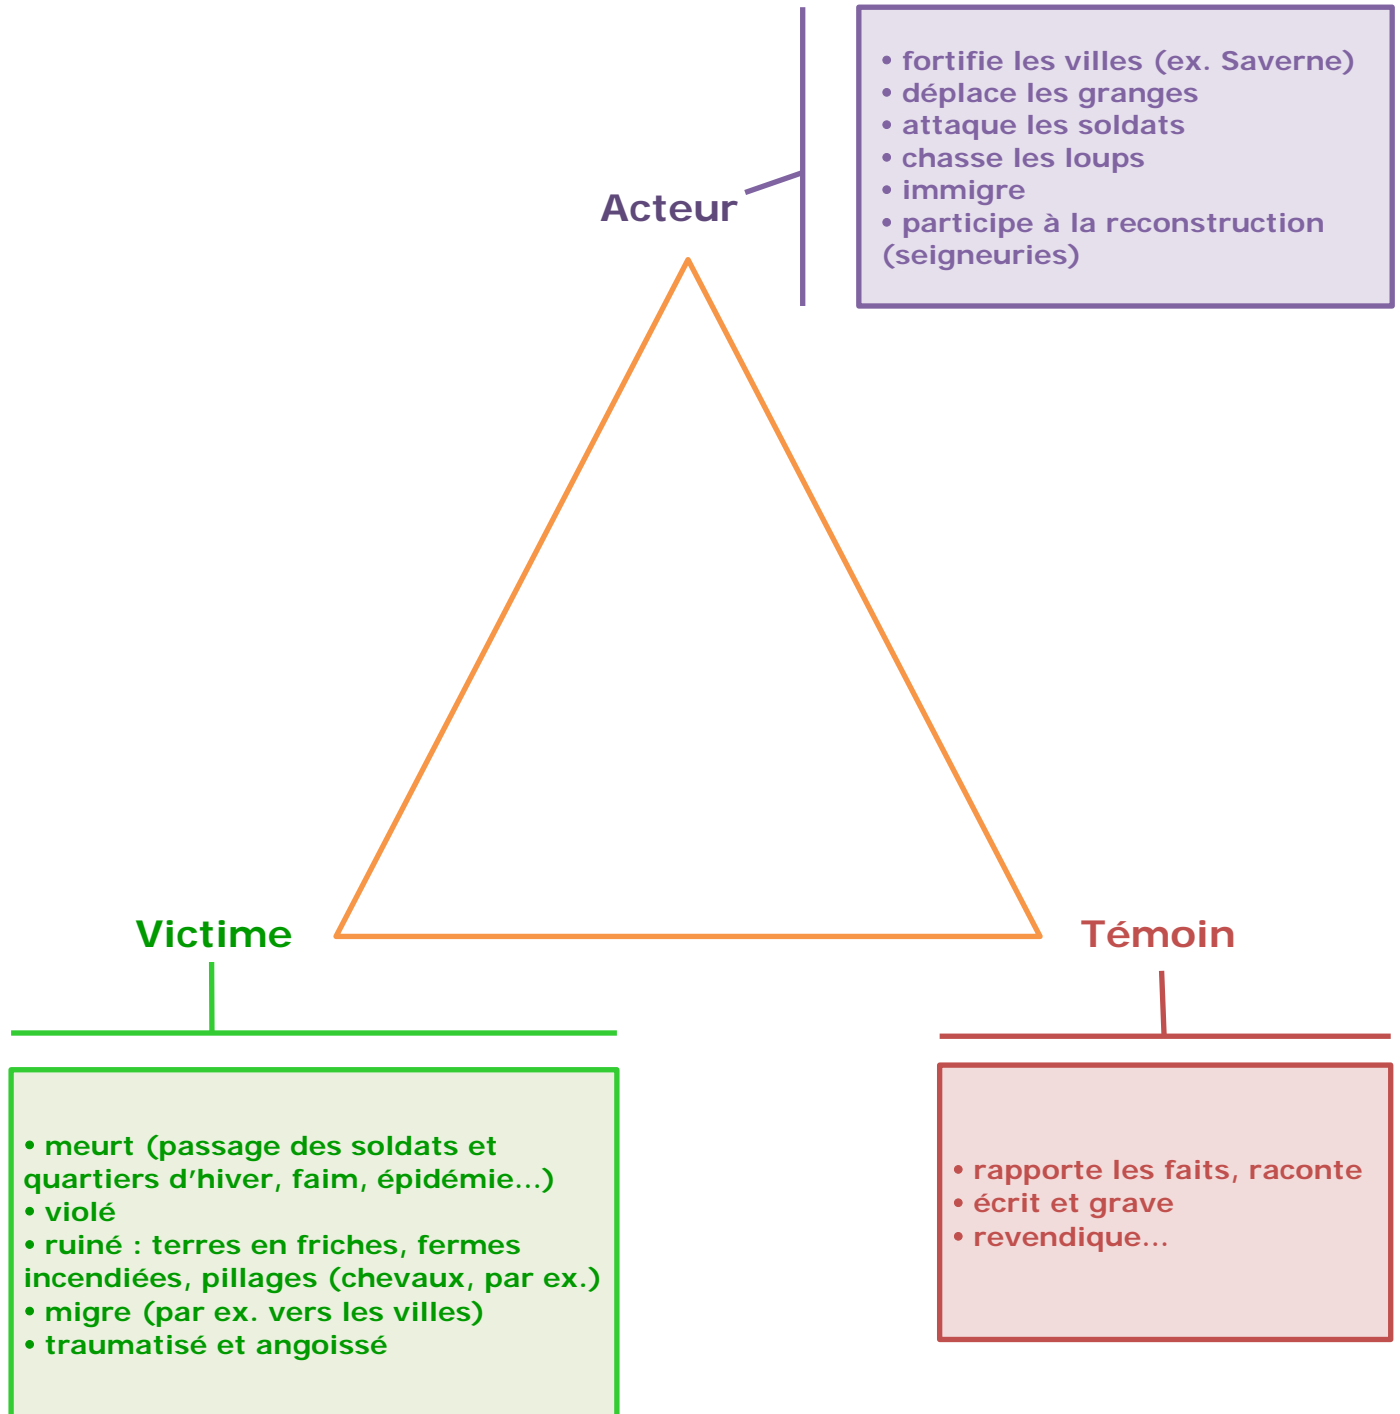 • fortifie les villes (ex. Saverne)
• déplace les granges
• attaque les soldats
• chasse les loups
• immigre
• participe à la reconstruction
(seigneuries)
Acteur
Victime
Témoin
• meurt (passage des soldats et
quartiers d’hiver, faim, épidémie...)
• violé
• ruiné : terres en friches, fermes
incendiées, pillages (chevaux, par ex.)
• migre (par ex. vers les villes)
• traumatisé et angoissé
• rapporte les faits, raconte
• écrit et grave
• revendique...